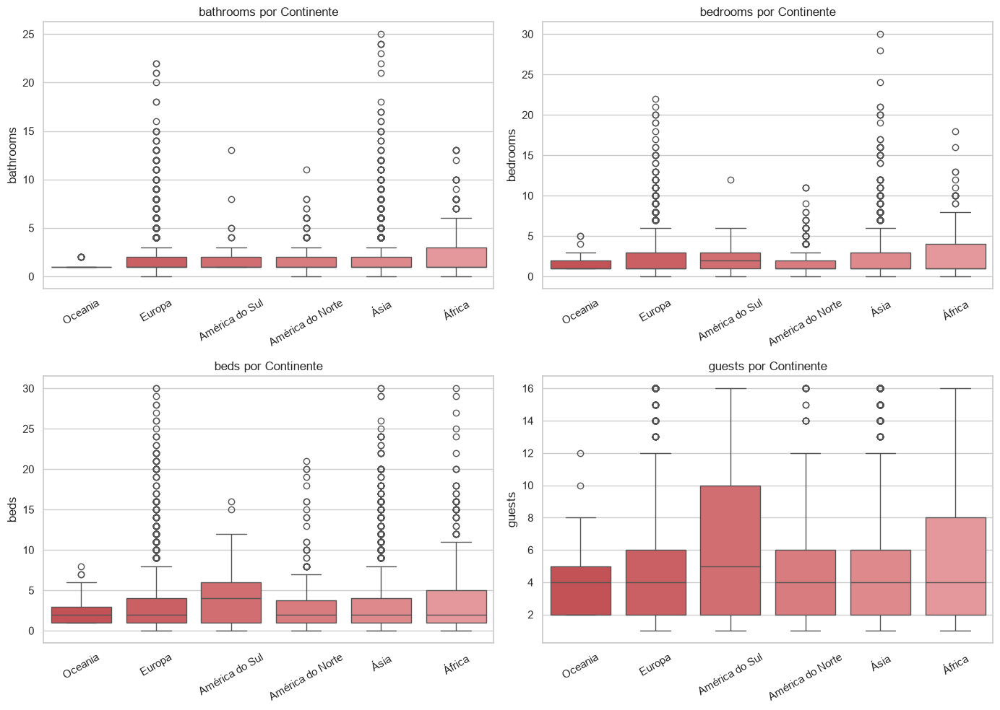 bathrooms por Continente
bathrooms
25
20
15
10
5
0
Oceania
Europa
América do Sul
América do Norte
Ásia
África
bedrooms por Continente
bedrooms
30
25
20
15
10
5
0
Oceania
Europa
América do Sul
América do Norte
Ásia
África
beds por Continente
beds
30
25
20
15
10
5
0
Oceania
Europa
América do Sul
América do Norte
Ásia
África
guests por Continente
guests
16
14
12
10
8
6
4
2
Oceania
Europa
América do Sul
América do Norte
Ásia
África